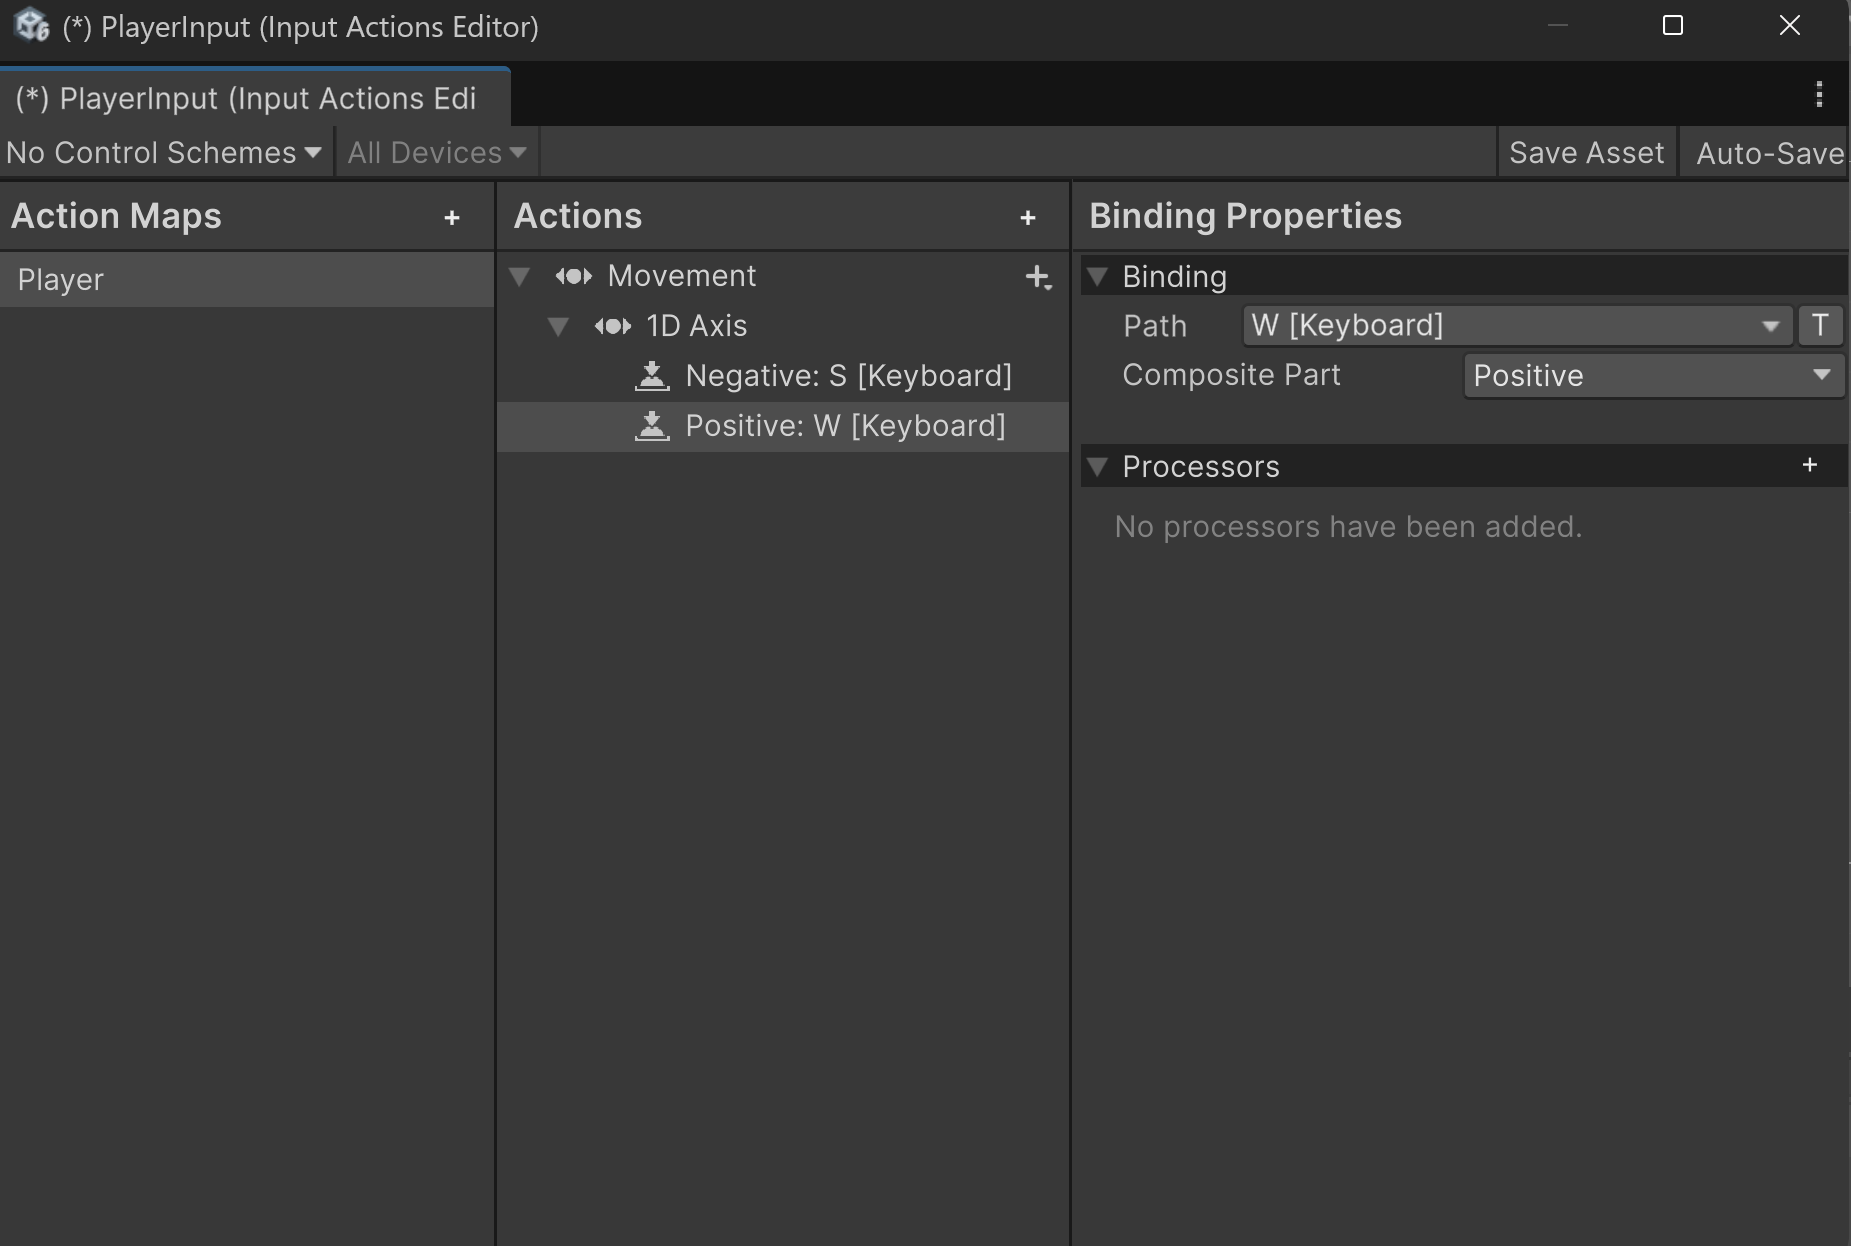 (*) PlayerInput (Input Actions Editor)
(*) PlayerInput (Input Actions Edi
No Control Schemes
All Devices
Save Asset
Auto-Save
Action Maps
+
Actions
+
Binding Properties
Player
Movement
+
1D Axis
Negative: S [Keyboard]
Positive: W [Keyboard]
Binding
Path
W [Keyboard]
T
Composite Part
Positive
Processors
+
No processors have been added.